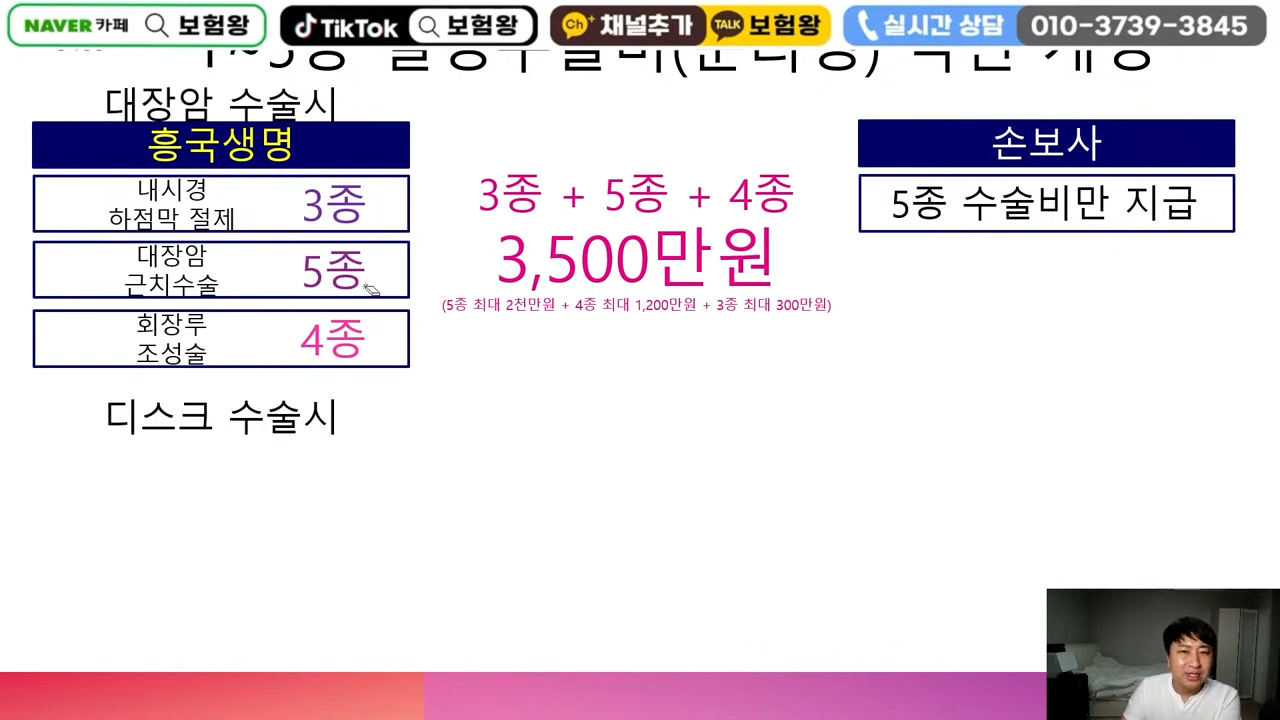 NAVER 카페 보험왕
TikTok 보험왕
Ch+ 채널추가 TALK 보험왕
실시간 상담 010-3739-3845
대장암 수술시
흥국생명
내시경
하점막 절제
3종
대장암
근치수술
5종
회장루
조성술
4종
3종 + 5종 + 4종
3,500만원
(5종 최대 2천만원 + 4종 최대 1,200만원 + 3종 최대 300만원)
손보사
5종 수술비만 지급
디스크 수술시